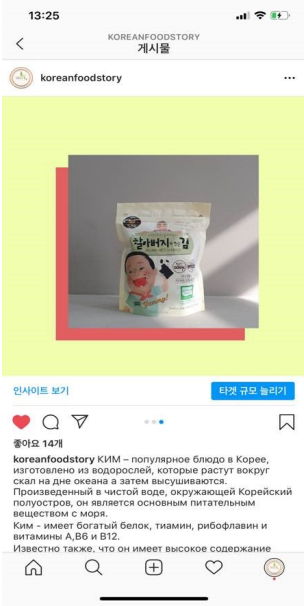 13:25
KOREANFOODSTORY
게시물
koreanfoodstory
할아버지
김
인사이트 보기
타겟 규모 늘리기
좋아요 14개
koreanfoodstory КИМ – популярное блюдо в Корее,
изготовлено из водорослей, которые растут вокруг
скал на дне океана а затем высушиваются.
Произведенный в чистой воде, окружающей Корейский
полуостров, он является основным питательным
веществом с моря.
Ким - имеет богатый белок, тиамин, рибофлавин и
витамины А,В6 и В12.
Известно также, что он имеет высокое содержание